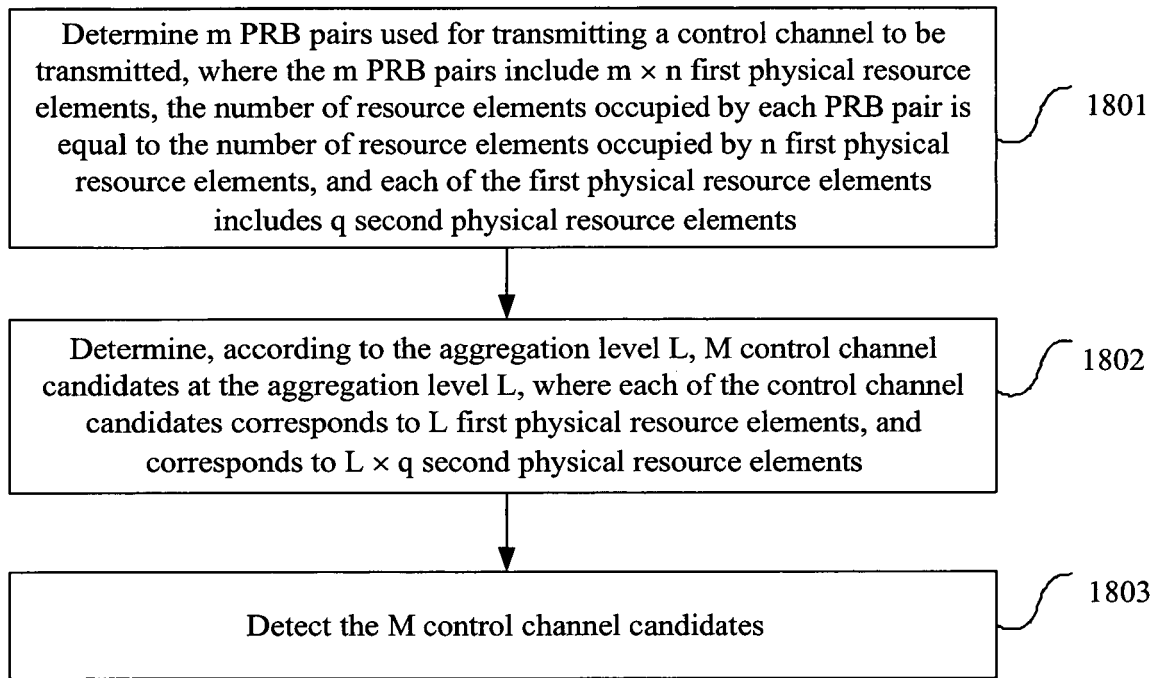 Determine m PRB pairs used for transmitting a control channel to be
transmitted, where the m PRB pairs include m × n first physical resource
elements, the number of resource elements occupied by each PRB pair is
equal to the number of resource elements occupied by n first physical
resource elements, and each of the first physical resource elements
includes q second physical resource elements
1801
Determine, according to the aggregation level L, M control channel
candidates at the aggregation level L, where each of the control channel
candidates corresponds to L first physical resource elements, and
corresponds to L × q second physical resource elements
1802
Detect the M control channel candidates
1803